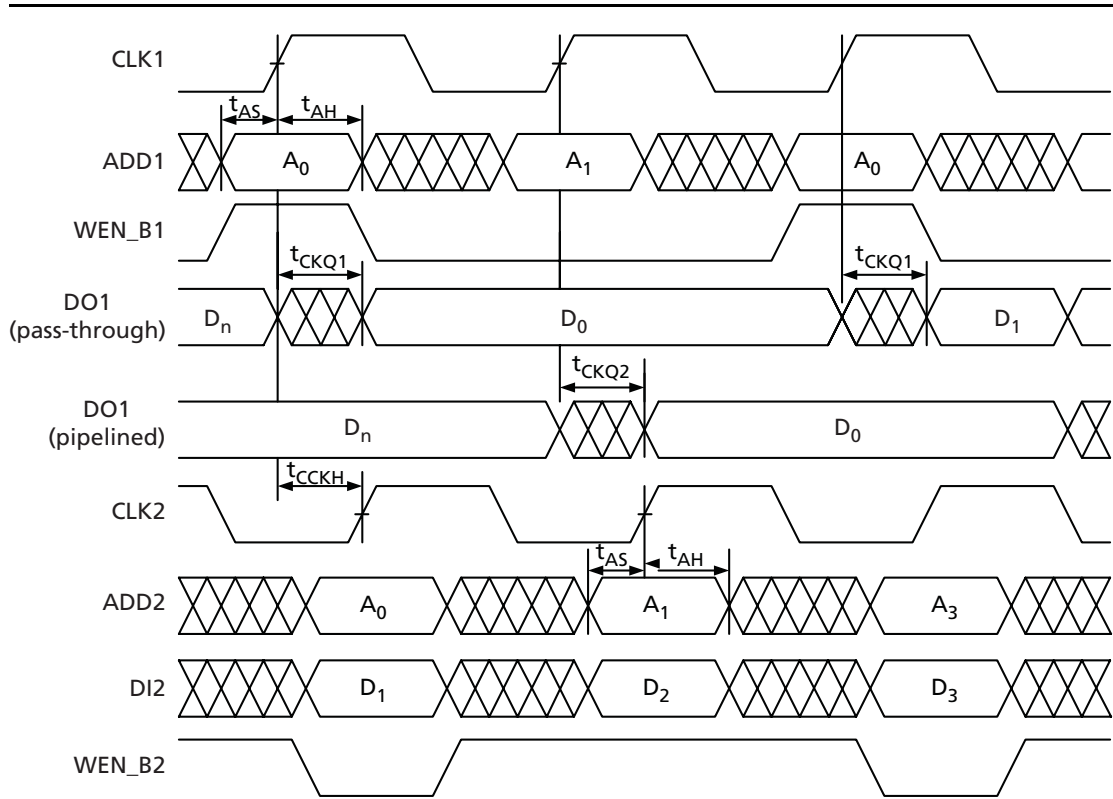 CLK1
t_AS t_AH
ADD1 A_0 A_1 A_0
WEN_B1
t_CKQ1 t_CKQ1
DO1
(pass-through)
D_n D_0 D_1
t_CKQ2
DO1
(pipelined)
D_n D_0
t_CCKH
CLK2
t_AS t_AH
ADD2 A_0 A_1 A_3
DI2 D_1 D_2 D_3
WEN_B2